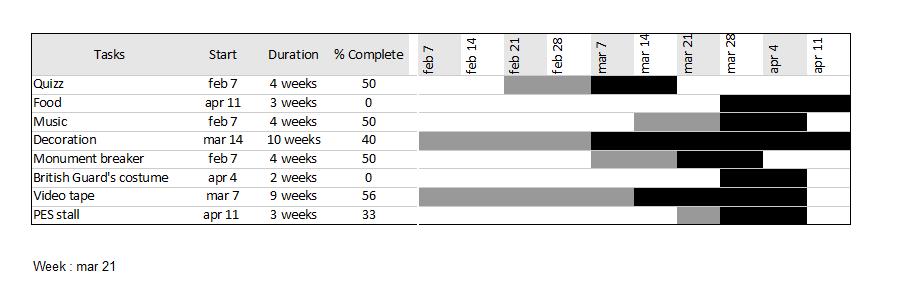 Tasks Start Duration % Complete feb 7 feb 14 feb 21 feb 28 mar 7 mar 14 mar 21 mar 28 apr 4 apr 11
Quizz feb 7 4 weeks 50
Food apr 11 3 weeks 0
Music feb 7 4 weeks 50
Decoration mar 14 10 weeks 40
Monument breaker feb 7 4 weeks 50
British Guard's costume apr 4 2 weeks 0
Video tape mar 7 9 weeks 56
PES stall apr 11 3 weeks 33
Week : mar 21